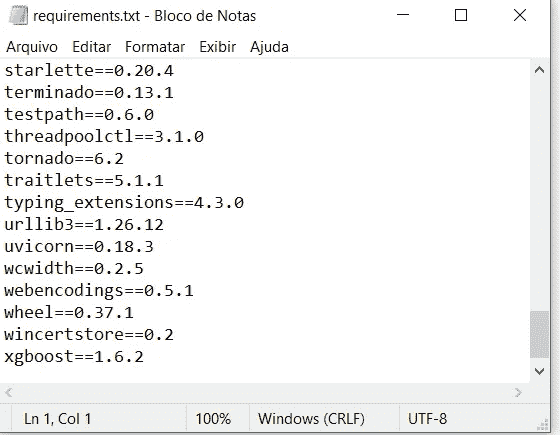 requirements.txt - Bloco de Notas
Arquivo Editar Formatar Exibir Ajuda
starlette==0.20.4
terminado==0.13.1
testpath==0.6.0
threadpoolctl==3.1.0
tornado==6.2
traitlets==5.1.1
typing_extensions==4.3.0
urllib3==1.26.12
uvicorn==0.18.3
wcwidth==0.2.5
webencodings==0.5.1
wheel==0.37.1
wincertstore==0.2
xgboost==1.6.2
Ln 1, Col 1 100% Windows (CRLF) UTF-8